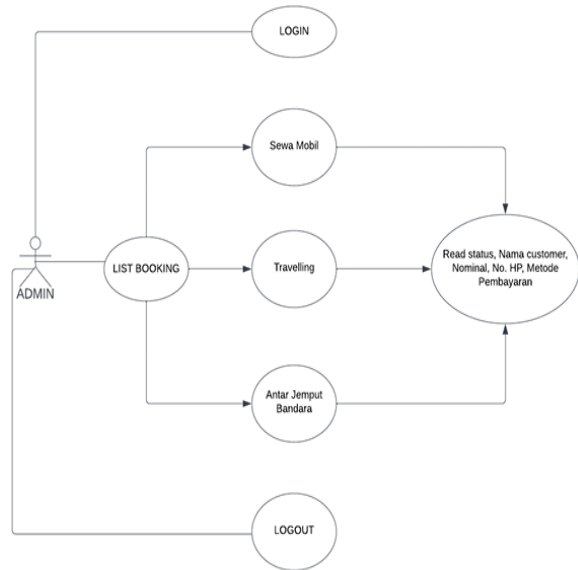 LOGIN
Sewa Mobil
Read status, Nama customer,
Nominal, No. HP, Metode
Pembayaran
LIST BOOKING
Travelling
ADMIN
Antar Jemput
Bandara
LOGOUT